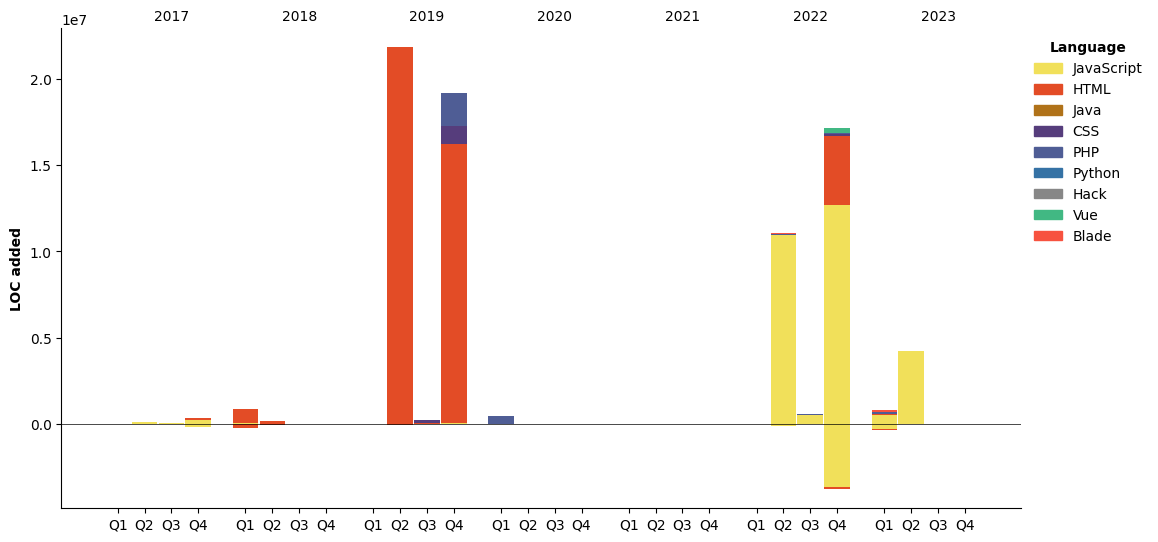 1e7
2017 2018 2019 2020 2021 2022 2023
LOC added
2.0
1.5
1.0
0.5
0.0
Q1 Q2 Q3 Q4 Q1 Q2 Q3 Q4 Q1 Q2 Q3 Q4 Q1 Q2 Q3 Q4 Q1 Q2 Q3 Q4 Q1 Q2 Q3 Q4 Q1 Q2 Q3 Q4
Language
JavaScript
HTML
Java
CSS
PHP
Python
Hack
Vue
Blade